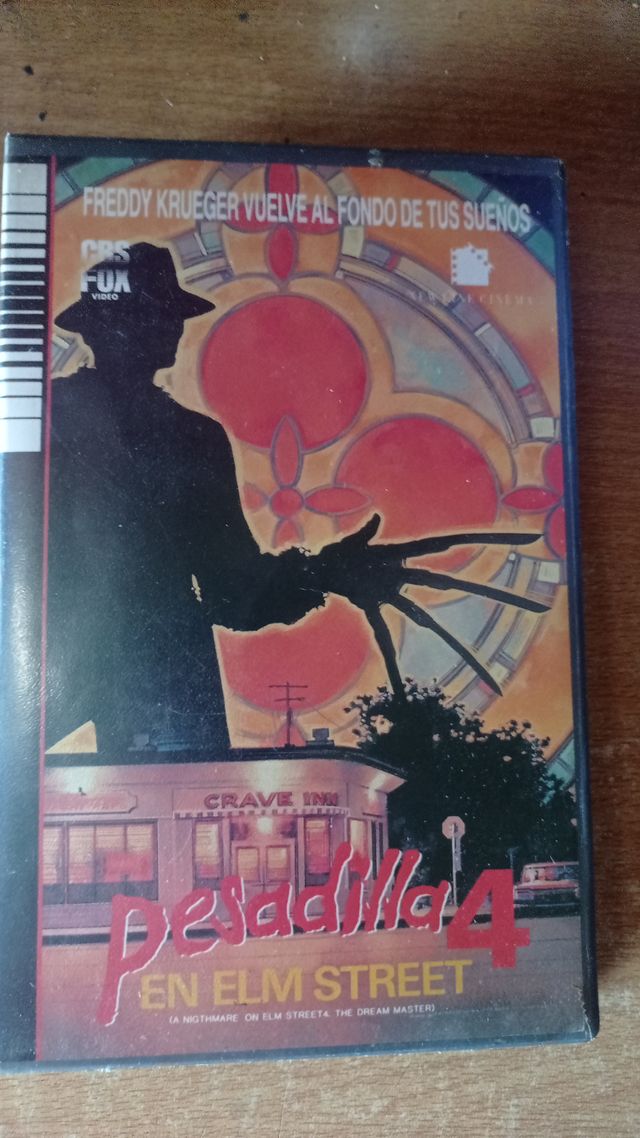 FREDDY KRUEGER VUELVE AL FONDO DE TUS SUEÑOS
CBS
FOX
VIDEO
NEW LINE CINEMA
CRAVE INN
pesadilla 4
EN ELM STREET
(A NIGTHMARE ON ELM STREET4. THE DREAM MASTER)